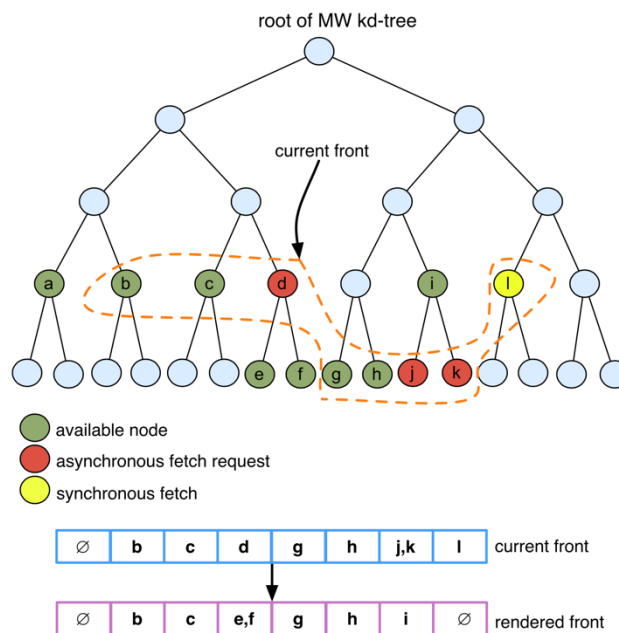 root of MW kd-tree
current front
a b c d i l
e f g h j k
available node
asynchronous fetch request
synchronous fetch
∅ b c d g h j,k l current front
∅ b c e,f g h i ∅ rendered front